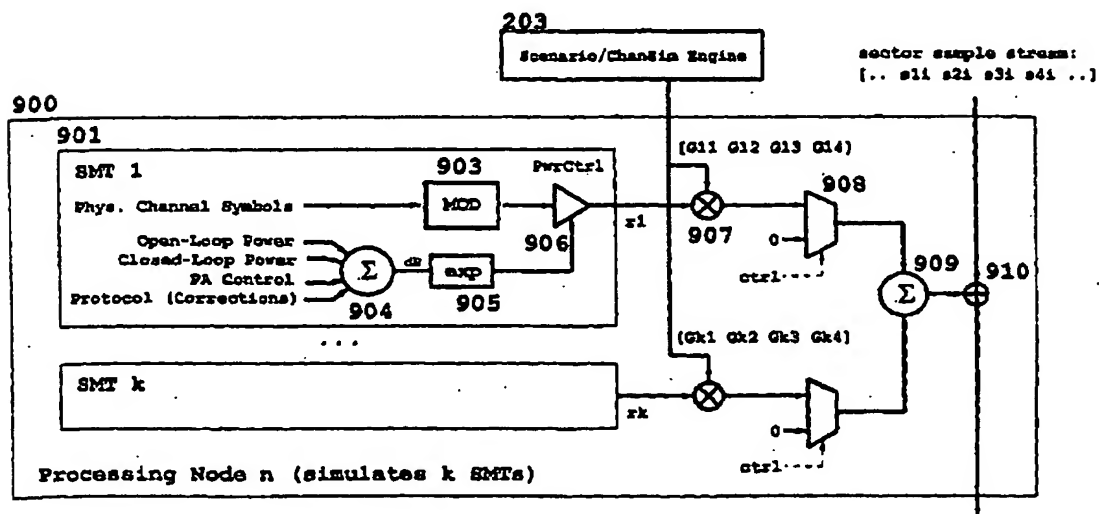 203
Scenario/ChanSim Engine
sector sample stream:
[.. s1i s2i s3i s4i ..]
900
901
SMT 1
903
PwrCtrl
[G11 G12 G13 G14]
908
Phys. Channel Symbols
MOD
r1
906
907
0
ctrl
Open-Loop Power
Closed-Loop Power
PA Control
Protocol (Corrections)
Σ
dB
exp
904
905
909
910
Σ
...
[Gk1 Gk2 Gk3 Gk4]
SMT k
rk
0
ctrl
Processing Node n (simulates k SMTs)